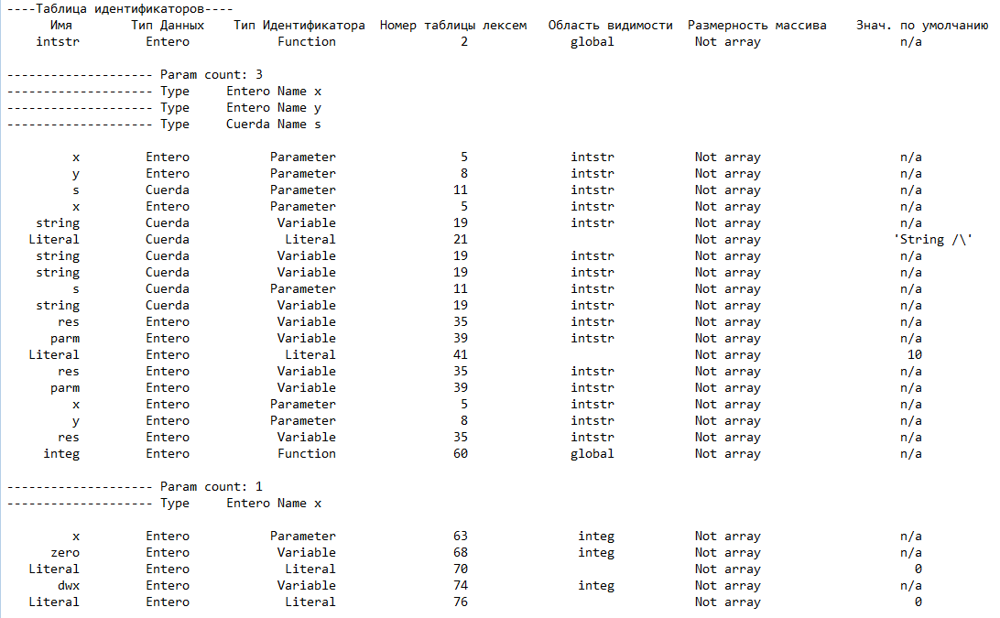 ----Таблица идентификаторов----
Имя Тип Данных Тип Идентификатора Номер таблицы лексем Область видимости Размерность массива Знач. по умолчанию
intstr Entero Function 2 global Not array n/a
-------------------- Param count: 3
-------------------- Type Entero Name x
-------------------- Type Entero Name y
-------------------- Type Cuerda Name s
x Entero Parameter 5 intstr Not array n/a
y Entero Parameter 8 intstr Not array n/a
s Cuerda Parameter 11 intstr Not array n/a
x Entero Parameter 5 intstr Not array n/a
string Cuerda Variable 19 intstr Not array n/a
Literal Cuerda Literal 21 Not array 'String /\'
string Cuerda Variable 19 intstr Not array n/a
string Cuerda Variable 19 intstr Not array n/a
s Cuerda Parameter 11 intstr Not array n/a
string Cuerda Variable 19 intstr Not array n/a
res Entero Variable 35 intstr Not array n/a
parm Entero Variable 39 intstr Not array n/a
Literal Entero Literal 41 Not array 10
res Entero Variable 35 intstr Not array n/a
parm Entero Variable 39 intstr Not array n/a
x Entero Parameter 5 intstr Not array n/a
y Entero Parameter 8 intstr Not array n/a
res Entero Variable 35 intstr Not array n/a
integ Entero Function 60 global Not array n/a
-------------------- Param count: 1
-------------------- Type Entero Name x
x Entero Parameter 63 integ Not array n/a
zero Entero Variable 68 integ Not array n/a
Literal Entero Literal 70 Not array 0
dwx Entero Variable 74 integ Not array n/a
Literal Entero Literal 76 Not array 0